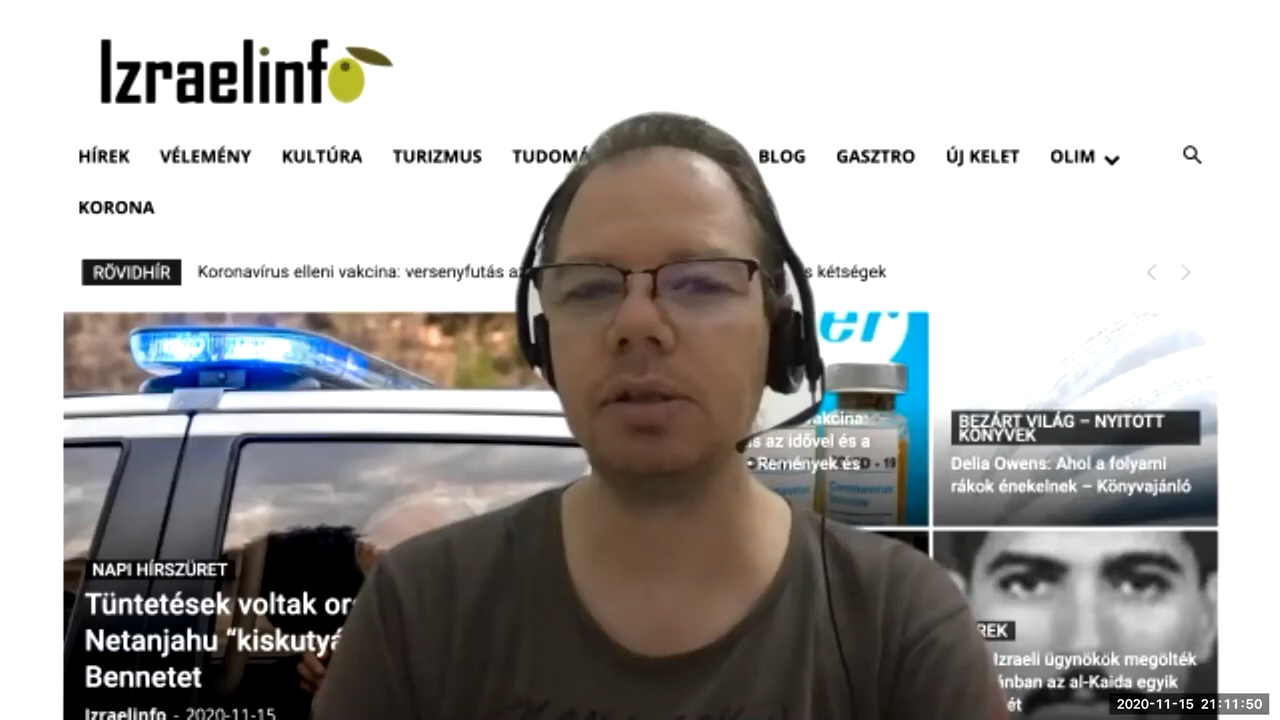 Izraelinfo
HÍREK VÉLEMÉNY KULTÚRA TURIZMUS BLOG GASZTRO ÚJ KELET OLIM
KORONA
RÖVIDHÍR Koronavírus elleni vakcina: versenyfutás kétségek
er
vakcina:
az idővel és a
Remények és
- 19
Coronavirus
BEZÁRT VILÁG – NYITOTT
KÖNYVEK
Delia Owens: Ahol a folyami
rákok énekelnek – Könyvajánló
NAPI HÍRSZÜRET
Tüntetések voltak
Netanjahu “kiskutyá
Bennetet
Izraelinfo - 2020-11-15
Izraeli ügynökök megölték
az al-Kaida egyik
2020-11-15 21:11:50